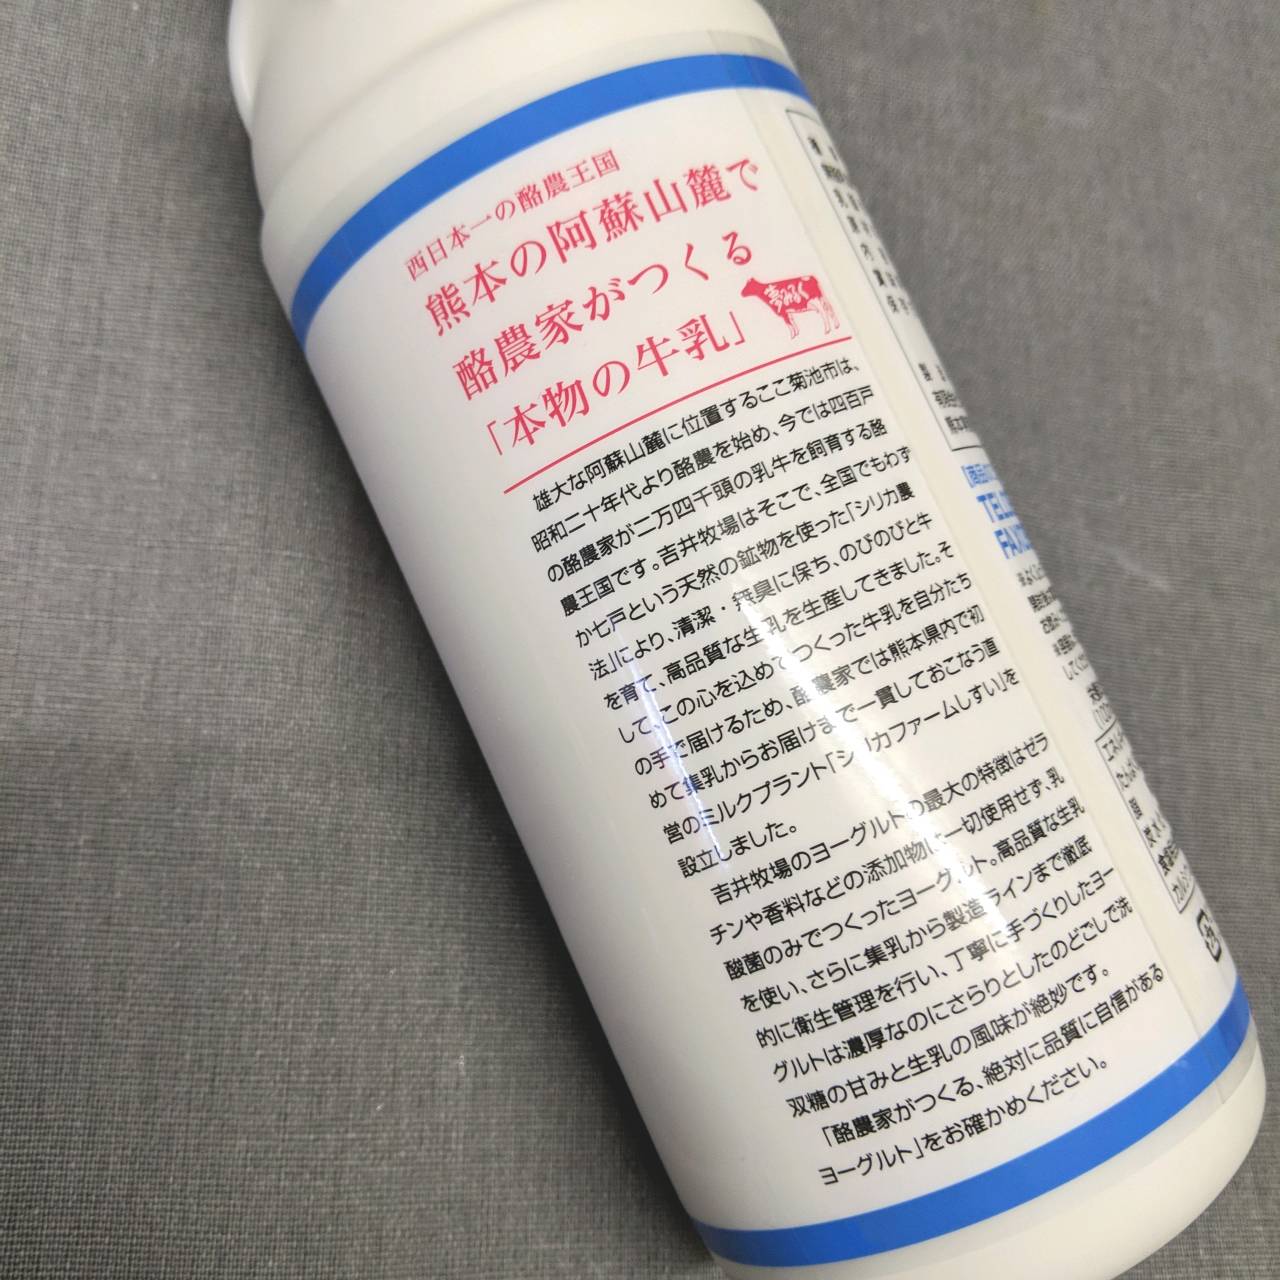 西日本一の酪農王国
熊本の阿蘇山麓で
酪農家がつくる
「本物の牛乳」
雄大な阿蘇山麓に位置するここ菊池市は、
昭和二十年代より酪農を始め、今では四百戸
の酪農家が二万四千頭の乳牛を飼育する酪
農王国です。吉井牧場はそこで、全国でもわず
か七戸という天然の鉱物を使った「シリカ農
法」により、清潔・無臭に保ち、のびのびと牛
を育て、高品質な生乳を生産してきました。そ
して、この心を込めてつくった牛乳を自分たち
の手で届けるため、酪農家では熊本県内で初
めて集乳からお届けまで一貫しておこなう直
営のミルクプラント「シリカファームしすい」を
設立しました。
吉井牧場のヨーグルトの最大の特徴はゼラ
チンや香料などの添加物は一切使用せず、乳
酸菌のみでつくったヨーグルト。高品質な生乳
を使い、さらに集乳から製造ラインまで徹底
的に衛生管理を行い、丁寧に手づくりしたヨー
グルトは濃厚なのにさらりとしたのどごしで洗
双糖の甘みと生乳の風味が絶妙です。
「酪農家がつくる、絶対に品質に自信がある
ヨーグルト」をお確かめください。